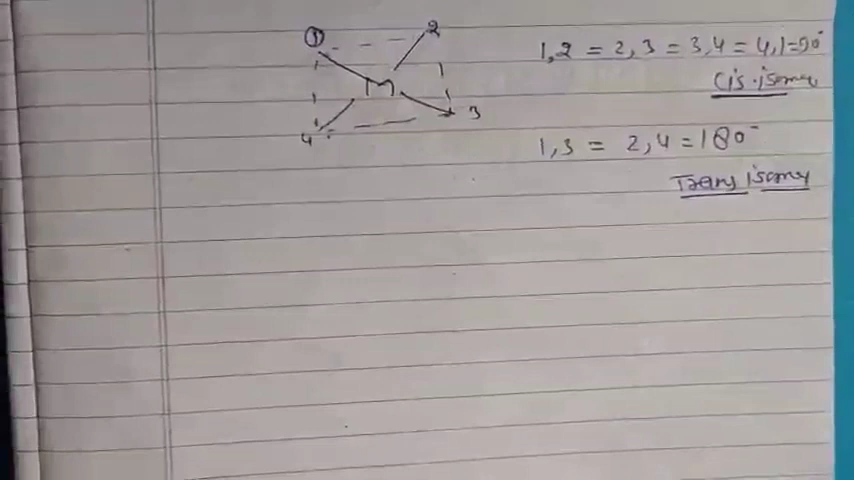 ① 2
1,2 = 2,3 = 3,4 = 4,1=90°
M
Cis-isomer
3
4
1,3 = 2,4 = 180°
Trans isomer